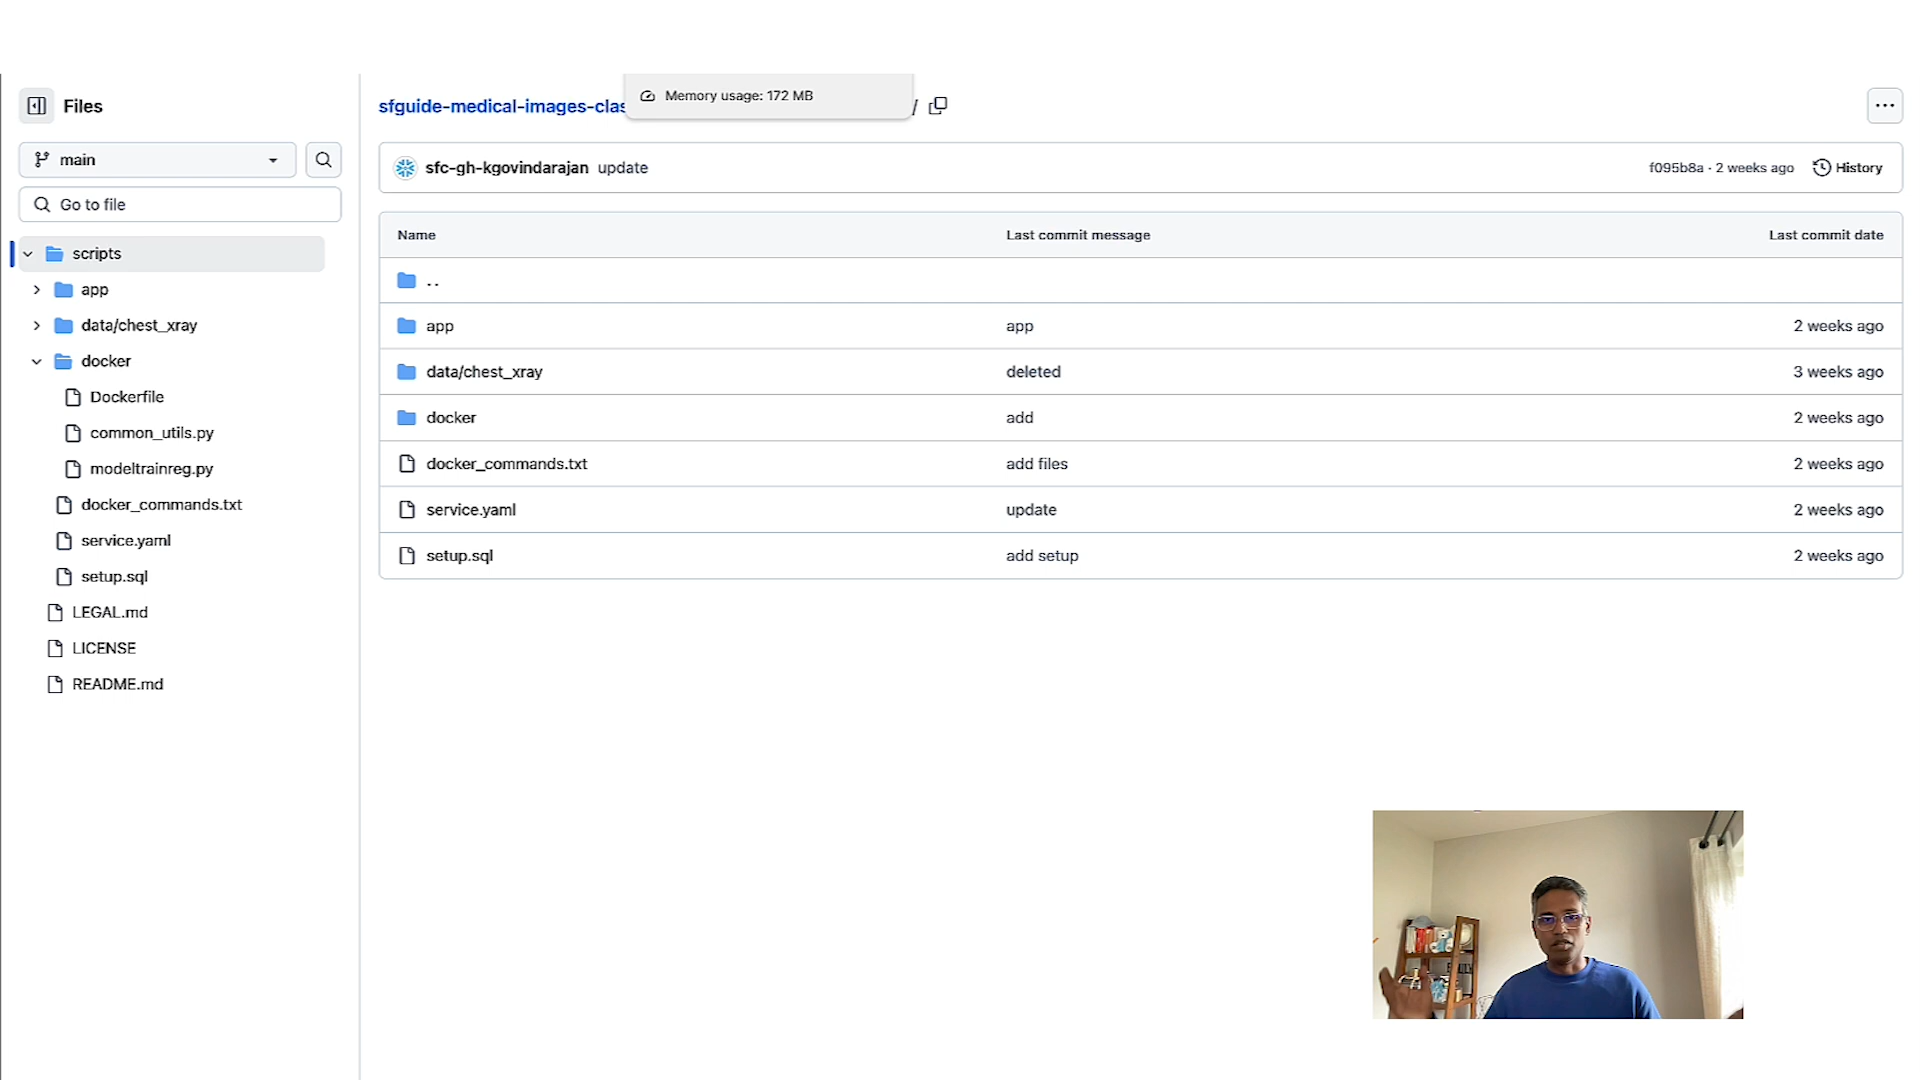 Files
main
Go to file
scripts
app
data/chest_xray
docker
Dockerfile
common_utils.py
modeltrainreg.py
docker_commands.txt
service.yaml
setup.sql
LEGAL.md
LICENSE
README.md
sfguide-medical-images-clas /
Memory usage: 172 MB
sfc-gh-kgovindarajan update
f095b8a · 2 weeks ago History
Name Last commit message Last commit date
..
app app 2 weeks ago
data/chest_xray deleted 3 weeks ago
docker add 2 weeks ago
docker_commands.txt add files 2 weeks ago
service.yaml update 2 weeks ago
setup.sql add setup 2 weeks ago